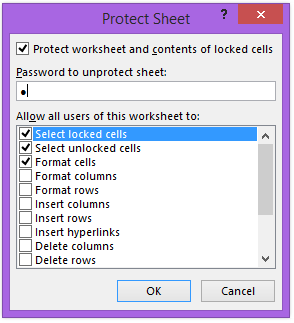 Protect Sheet
Protect worksheet and contents of locked cells
Password to unprotect sheet:
Allow all users of this worksheet to:
Select locked cells
Select unlocked cells
Format cells
Format columns
Format rows
Insert columns
Insert rows
Insert hyperlinks
Delete columns
Delete rows
OK Cancel